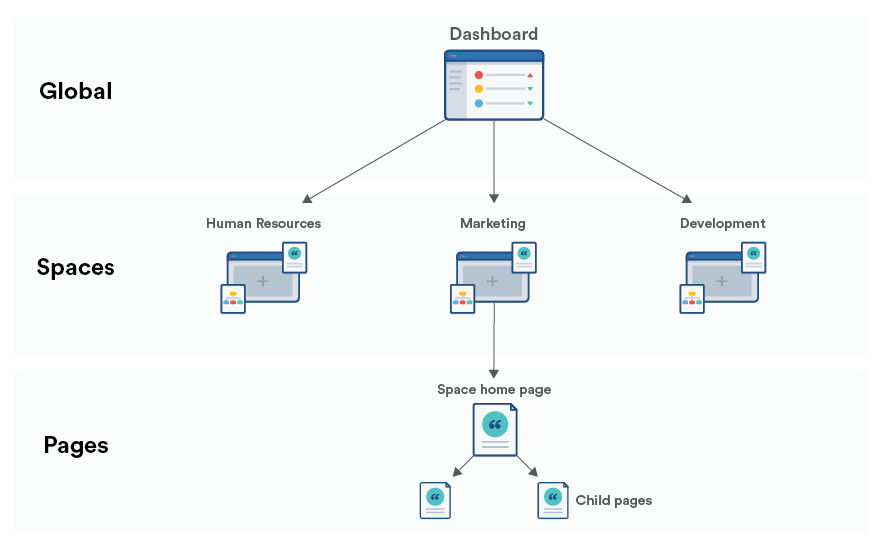 Dashboard
Global
Human Resources
Marketing
Development
Spaces
Space home page
Pages
Child pages